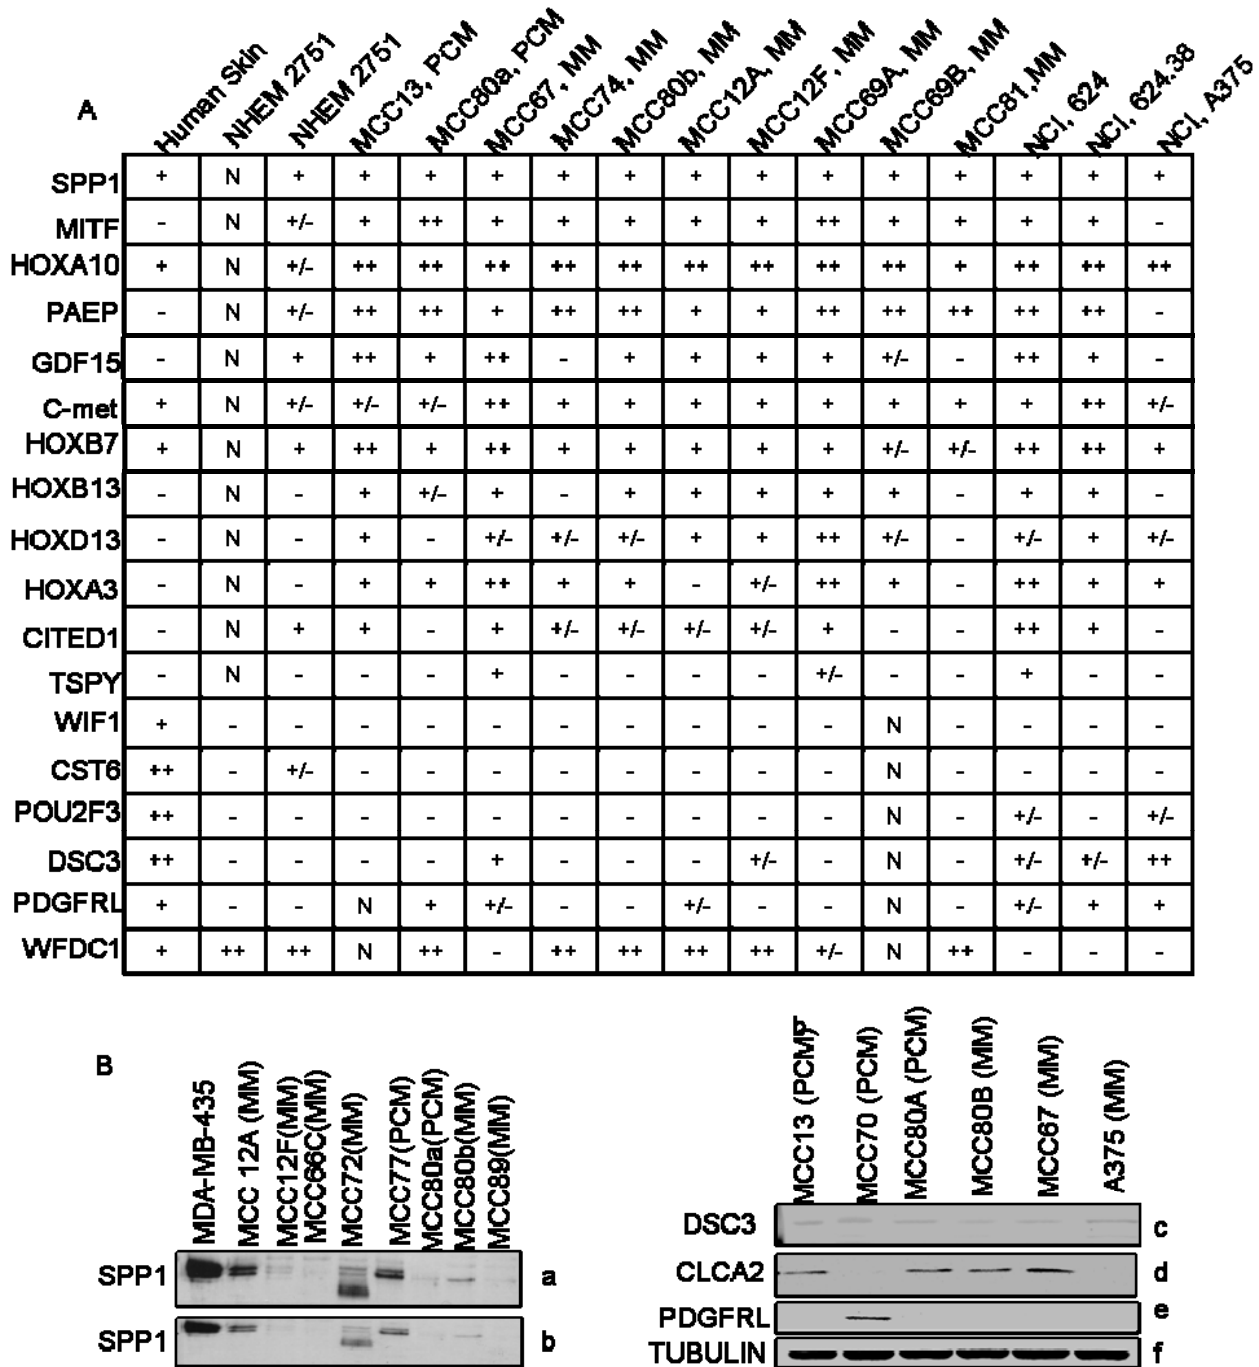 A
Human Skin
NHEM 2751
NHEM 2751
MCC13, PCM
MCC80a, PCM
MCC67, MM
MCC74, MM
MCC80b, MM
MCC12A, MM
MCC12F, MM
MCC69A, MM
MCC69B, MM
MCC81,MM
NCI, 624
NCI, 624.38
NCI, A375
SPP1 + N + + + + + + + + + + + + + +
MITF - N +/- + ++ + + + + + ++ + + + + -
HOXA10 + N +/- ++ ++ ++ ++ ++ ++ ++ ++ ++ + ++ ++ ++
PAEP - N +/- ++ ++ + ++ ++ + + ++ ++ ++ ++ ++ -
GDF15 - N + ++ + ++ - + + + + +/- - ++ + -
C-met + N +/- +/- +/- ++ + + + + + + + + ++ +/-
HOXB7 + N + ++ + ++ + + + + + +/- +/- ++ ++ +
HOXB13 - N - + +/- + - + + + + + - + + -
HOXD13 - N - + - +/- +/- +/- + + ++ +/- - +/- + +/-
HOXA3 - N - + + ++ + + - +/- ++ + - ++ + +
CITED1 - N + + - + +/- +/- +/- +/- + - - ++ + -
TSPY - N - - - + - - - - +/- - - + - -
WIF1 + - - - - - - - - - - N - - - -
CST6 ++ - +/- - - - - - - - - N - - - -
POU2F3 ++ - - - - - - - - - - N - +/- - +/-
DSC3 ++ - - - - + - - - +/- - N - +/- +/- ++
PDGFRL + - - N + +/- - - +/- - - N - +/- + +
WFDC1 + ++ ++ N ++ - ++ ++ ++ ++ +/- N ++ - - -
B
MDA-MB-435
MCC 12A (MM)
MCC12F(MM)
MCC66C(MM)
MCC72(MM)
MCC77(PCM)
MCC80a(PCM)
MCC80b(MM)
MCC89(MM)
SPP1 a
SPP1 b
MCC13 (PCM)
MCC70 (PCM)
MCC80A (PCM)
MCC80B (MM)
MCC67 (MM)
A375 (MM)
DSC3 c
CLCA2 d
PDGFRL e
TUBULIN f